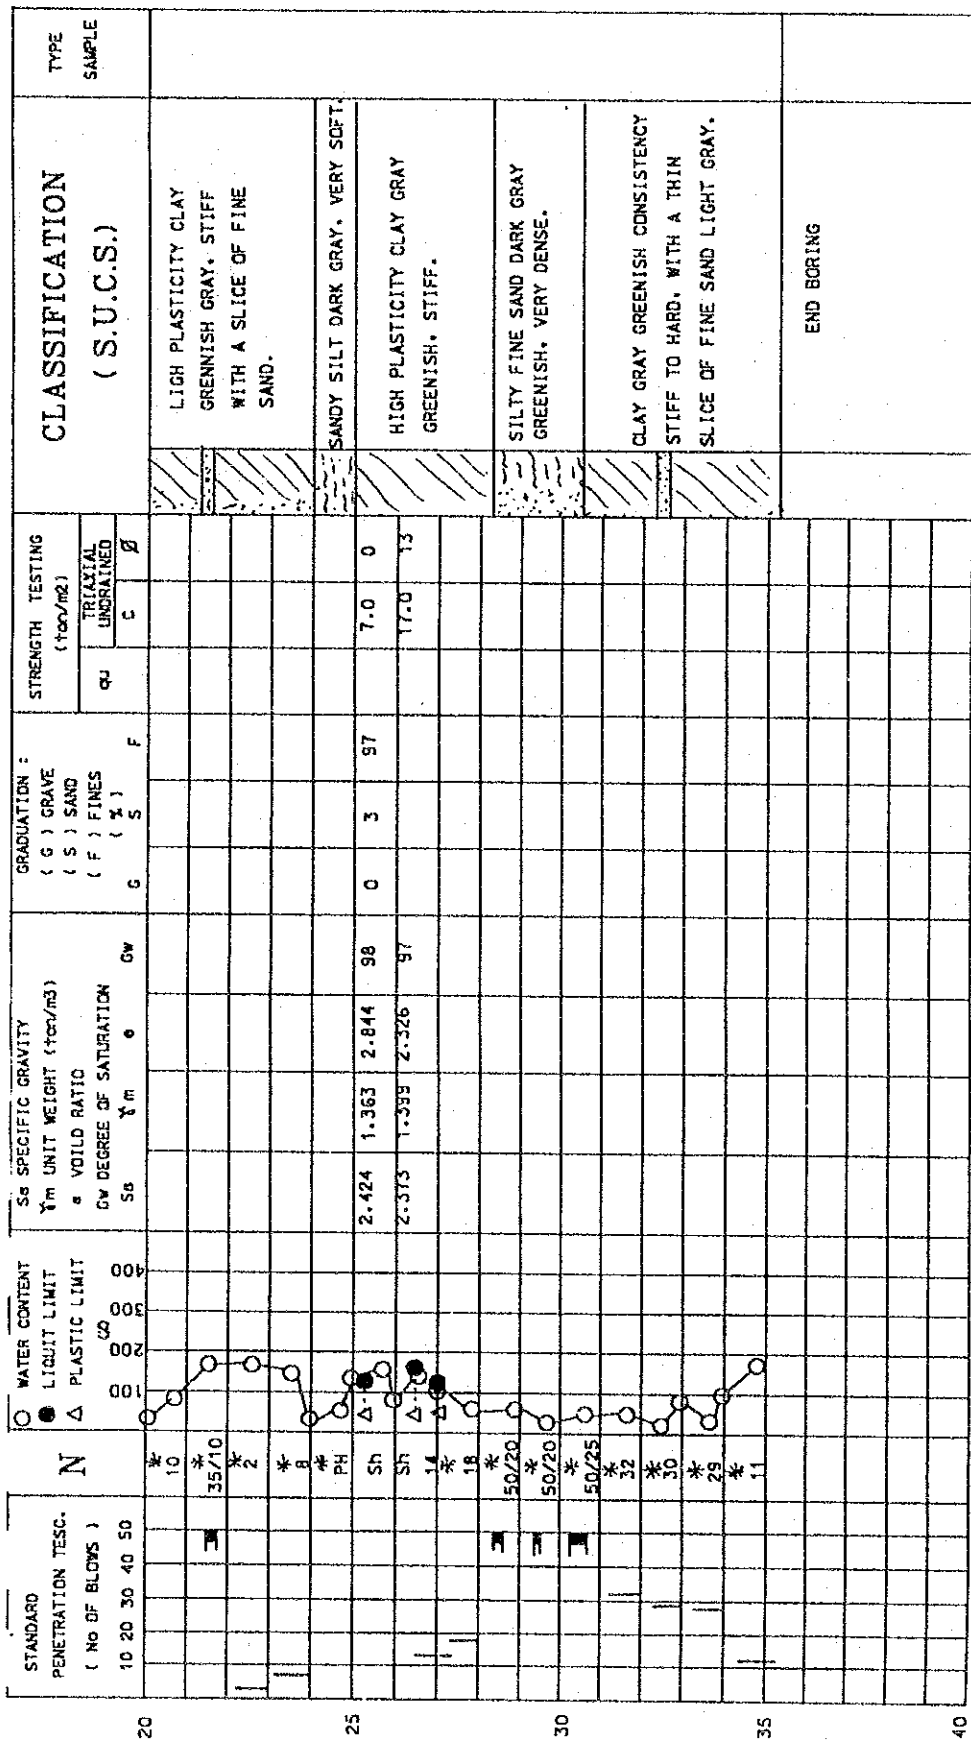 STANDARD
PENETRATION TESC.
( No OF BLOWS )
10 20 30 40 50
N
○ WATER CONTENT
● LIQUIT LIMIT
△ PLASTIC LIMIT
100 200 300 400
Ss SPECIFIC GRAVITY
γm UNIT WEIGHT (ton/m3)
e VOILD RATIO
GW DEGREE OF SATURATION
Ss γm e GW
GRADUATION :
( G ) GRAVE
( S ) SAND
( F ) FINES
( % )
G S F
STRENGTH TESTING
(ton/m2)
TRIAXIAL
UNDRAINED
qu C Ø
CLASSIFICATION
( S.U.C.S.)
TYPE
SAMPLE
20
* 10
* 35/10
* 2
* 8
* PH
25
Sh 2.424 1.363 2.844 98 0 3 97 7.0 0
Sh 2.373 1.399 2.326 97 17.0 13
14
* 18
* 50/20
* 50/20
30
* 50/25
* 32
* 30
* 29
* 11
35
40
LIGH PLASTICITY CLAY
GRENNISH GRAY. STIFF
WITH A SLICE OF FINE
SAND.
SANDY SILT DARK GRAY. VERY SOFT.
HIGH PLASTICITY CLAY GRAY
GREENISH. STIFF.
SILTY FINE SAND DARK GRAY
GREENISH. VERY DENSE.
CLAY GRAY GREENISH CONSISTENCY
STIFF TO HARD. WITH A THIN
SLICE OF FINE SAND LIGHT GRAY.
END BORING